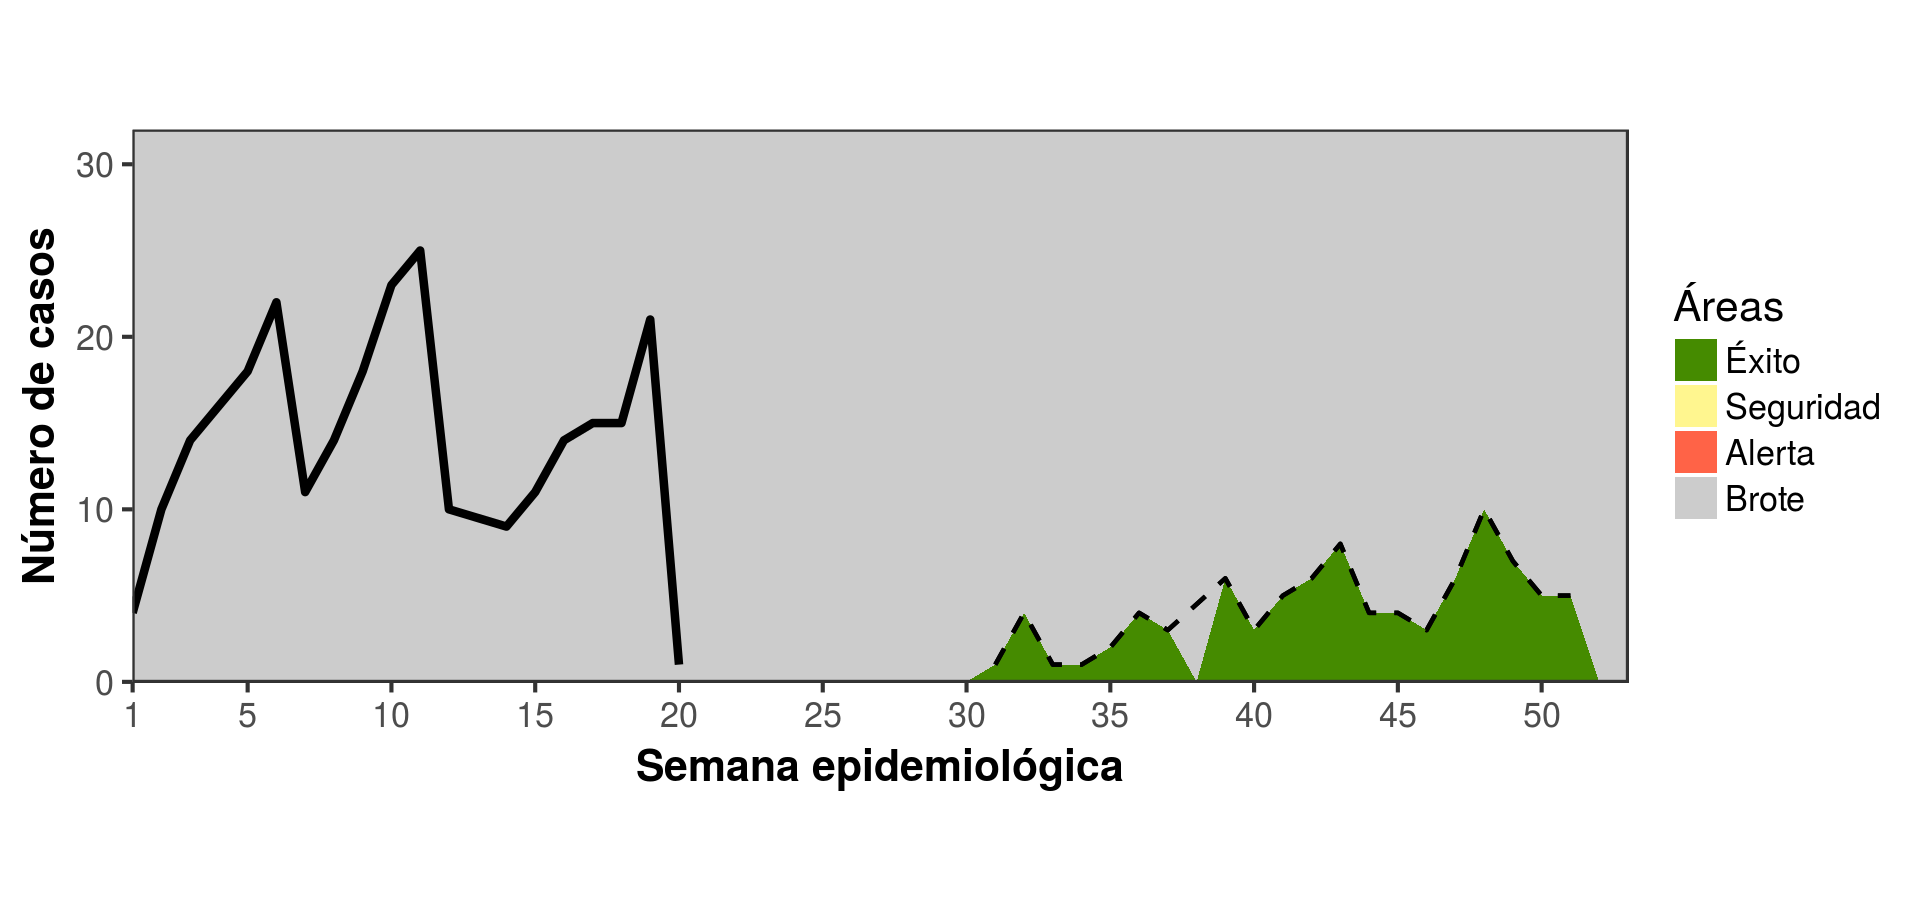 Número de casos
30
20
10
0
1 5 10 15 20 25 30 35 40 45 50
Semana epidemiológica
Áreas
Éxito
Seguridad
Alerta
Brote